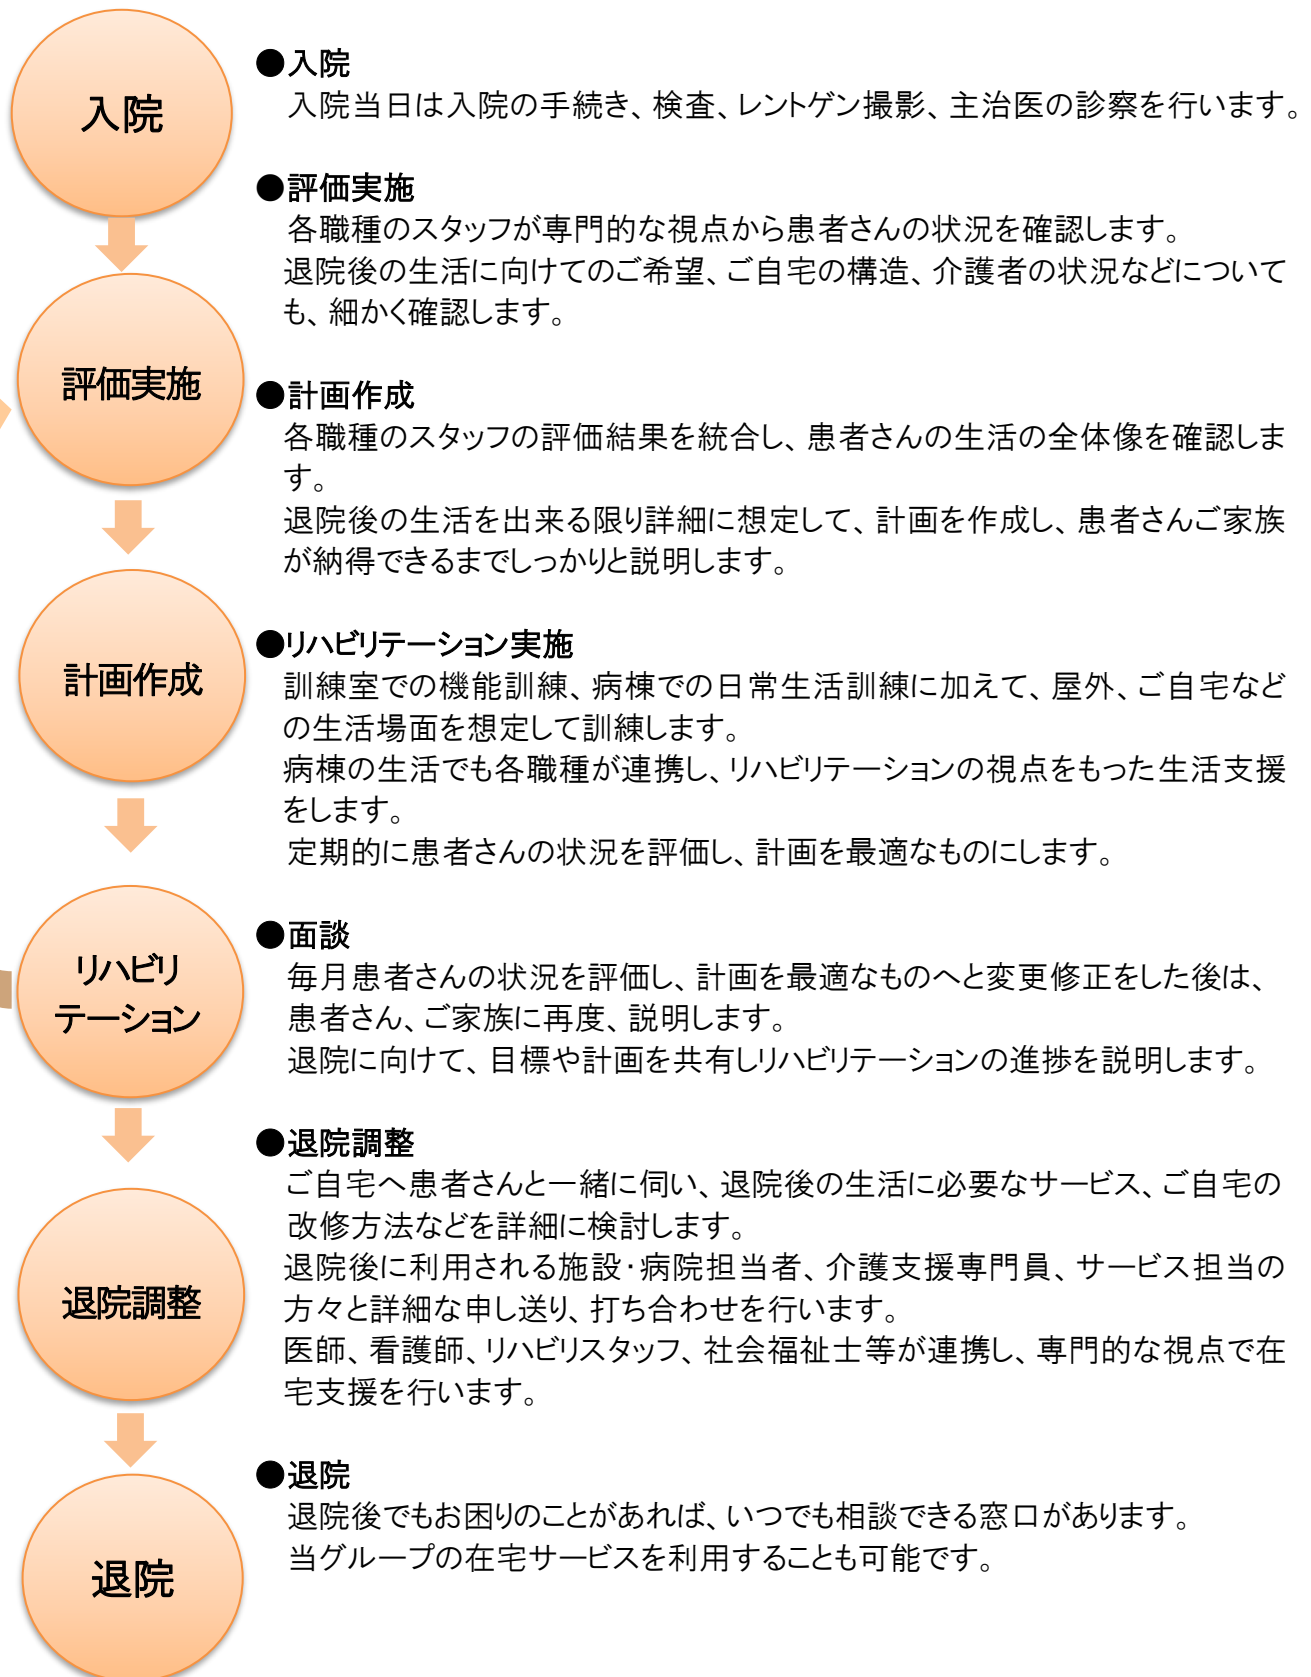 入院
●入院
入院当日は入院の手続き、検査、レントゲン撮影、主治医の診察を行います。
●評価実施
各職種のスタッフが専門的な視点から患者さんの状況を確認します。
退院後の生活に向けてのご希望、ご自宅の構造、介護者の状況などについて
も、細かく確認します。
評価実施
●計画作成
各職種のスタッフの評価結果を統合し、患者さんの生活の全体像を確認しま
す。
退院後の生活を出来る限り詳細に想定して、計画を作成し、患者さんご家族
が納得できるまでしっかりと説明します。
計画作成
●リハビリテーション実施
訓練室での機能訓練、病棟での日常生活訓練に加えて、屋外、ご自宅など
の生活場面を想定して訓練します。
病棟の生活でも各職種が連携し、リハビリテーションの視点をもった生活支援
をします。
定期的に患者さんの状況を評価し、計画を最適なものにします。
リハビリ
テーション
●面談
毎月患者さんの状況を評価し、計画を最適なものへと変更修正をした後は、
患者さん、ご家族に再度、説明します。
退院に向けて、目標や計画を共有しリハビリテーションの進捗を説明します。
●退院調整
ご自宅へ患者さんと一緒に伺い、退院後の生活に必要なサービス、ご自宅の
改修方法などを詳細に検討します。
退院後に利用される施設・病院担当者、介護支援専門員、サービス担当の
方々と詳細な申し送り、打ち合わせを行います。
医師、看護師、リハビリスタッフ、社会福祉士等が連携し、専門的な視点で在
宅支援を行います。
退院調整
●退院
退院後でもお困りのことがあれば、いつでも相談できる窓口があります。
当グループの在宅サービスを利用することも可能です。
退院